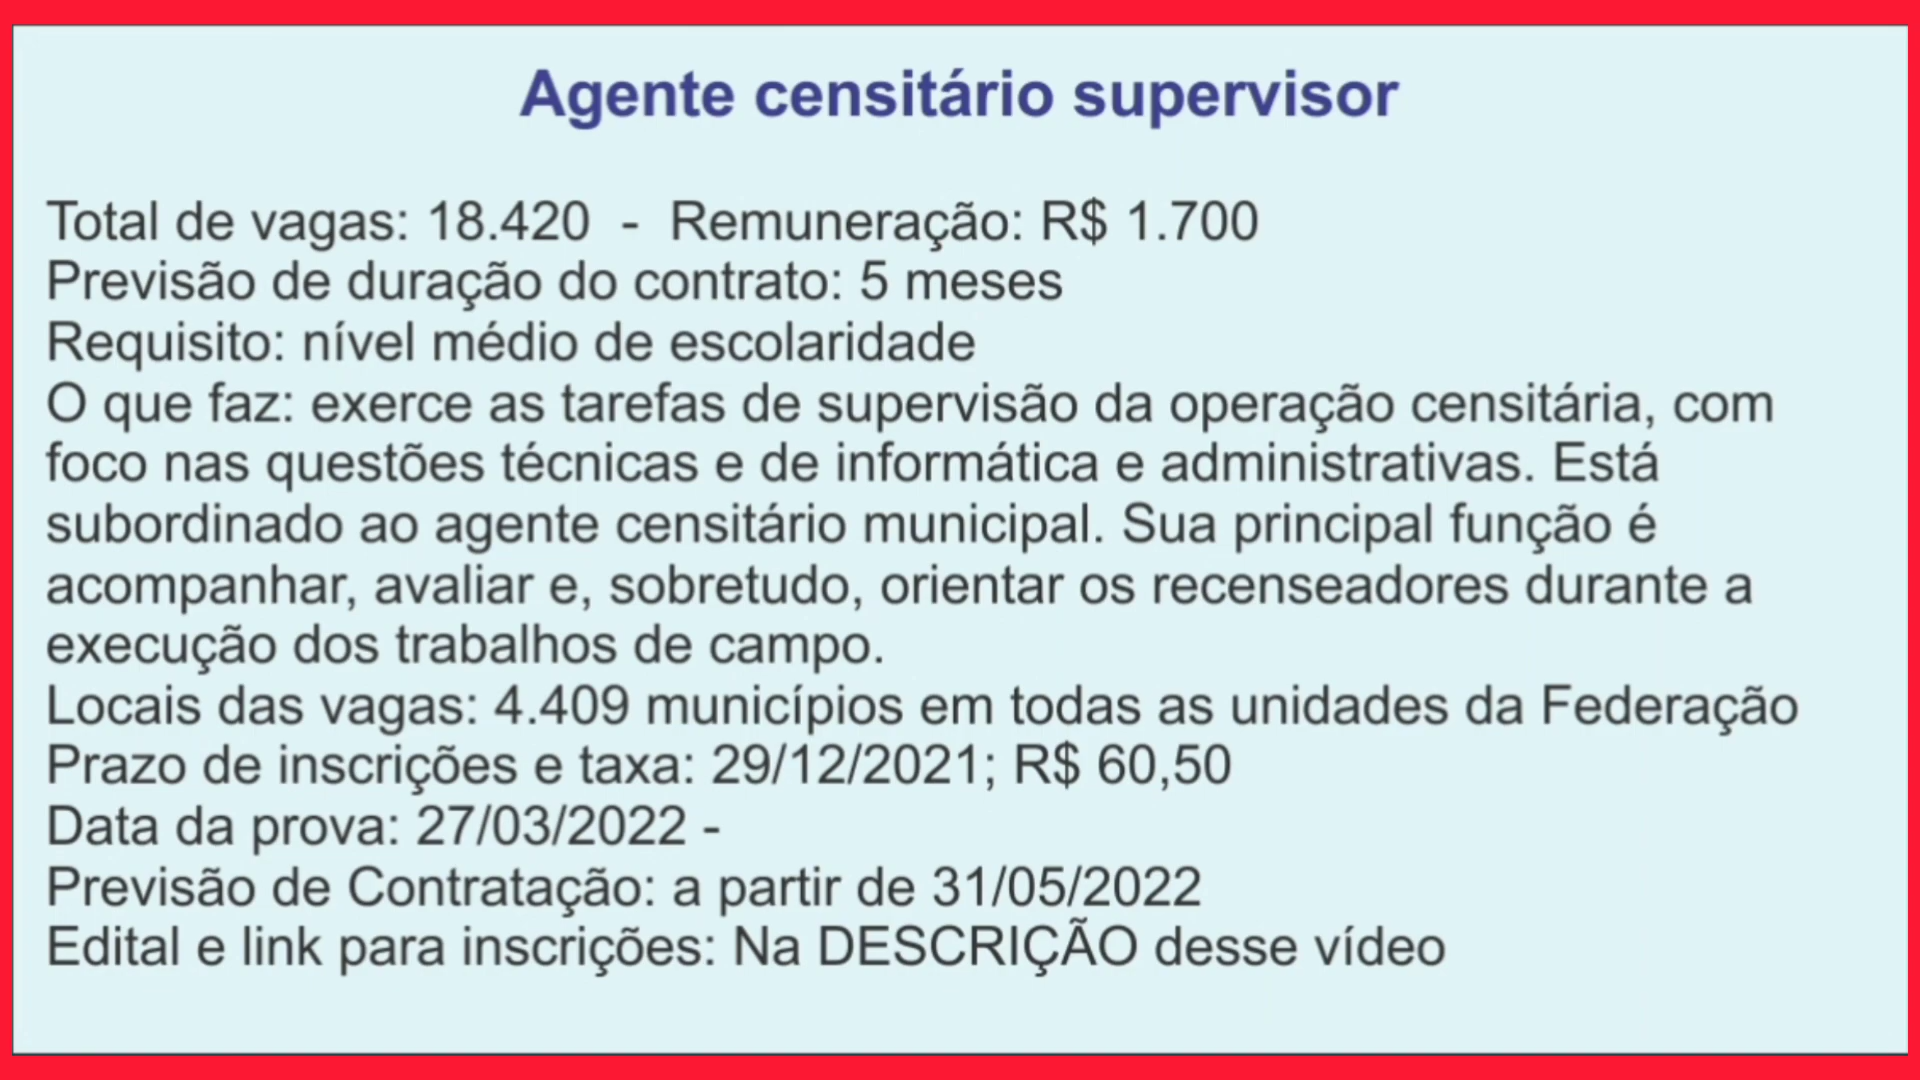 Agente censitário supervisor
Total de vagas: 18.420 - Remuneração: R$ 1.700
Previsão de duração do contrato: 5 meses
Requisito: nível médio de escolaridade
O que faz: exerce as tarefas de supervisão da operação censitária, com
foco nas questões técnicas e de informática e administrativas. Está
subordinado ao agente censitário municipal. Sua principal função é
acompanhar, avaliar e, sobretudo, orientar os recenseadores durante a
execução dos trabalhos de campo.
Locais das vagas: 4.409 municípios em todas as unidades da Federação
Prazo de inscrições e taxa: 29/12/2021; R$ 60,50
Data da prova: 27/03/2022 -
Previsão de Contratação: a partir de 31/05/2022
Edital e link para inscrições: Na DESCRIÇÃO desse vídeo